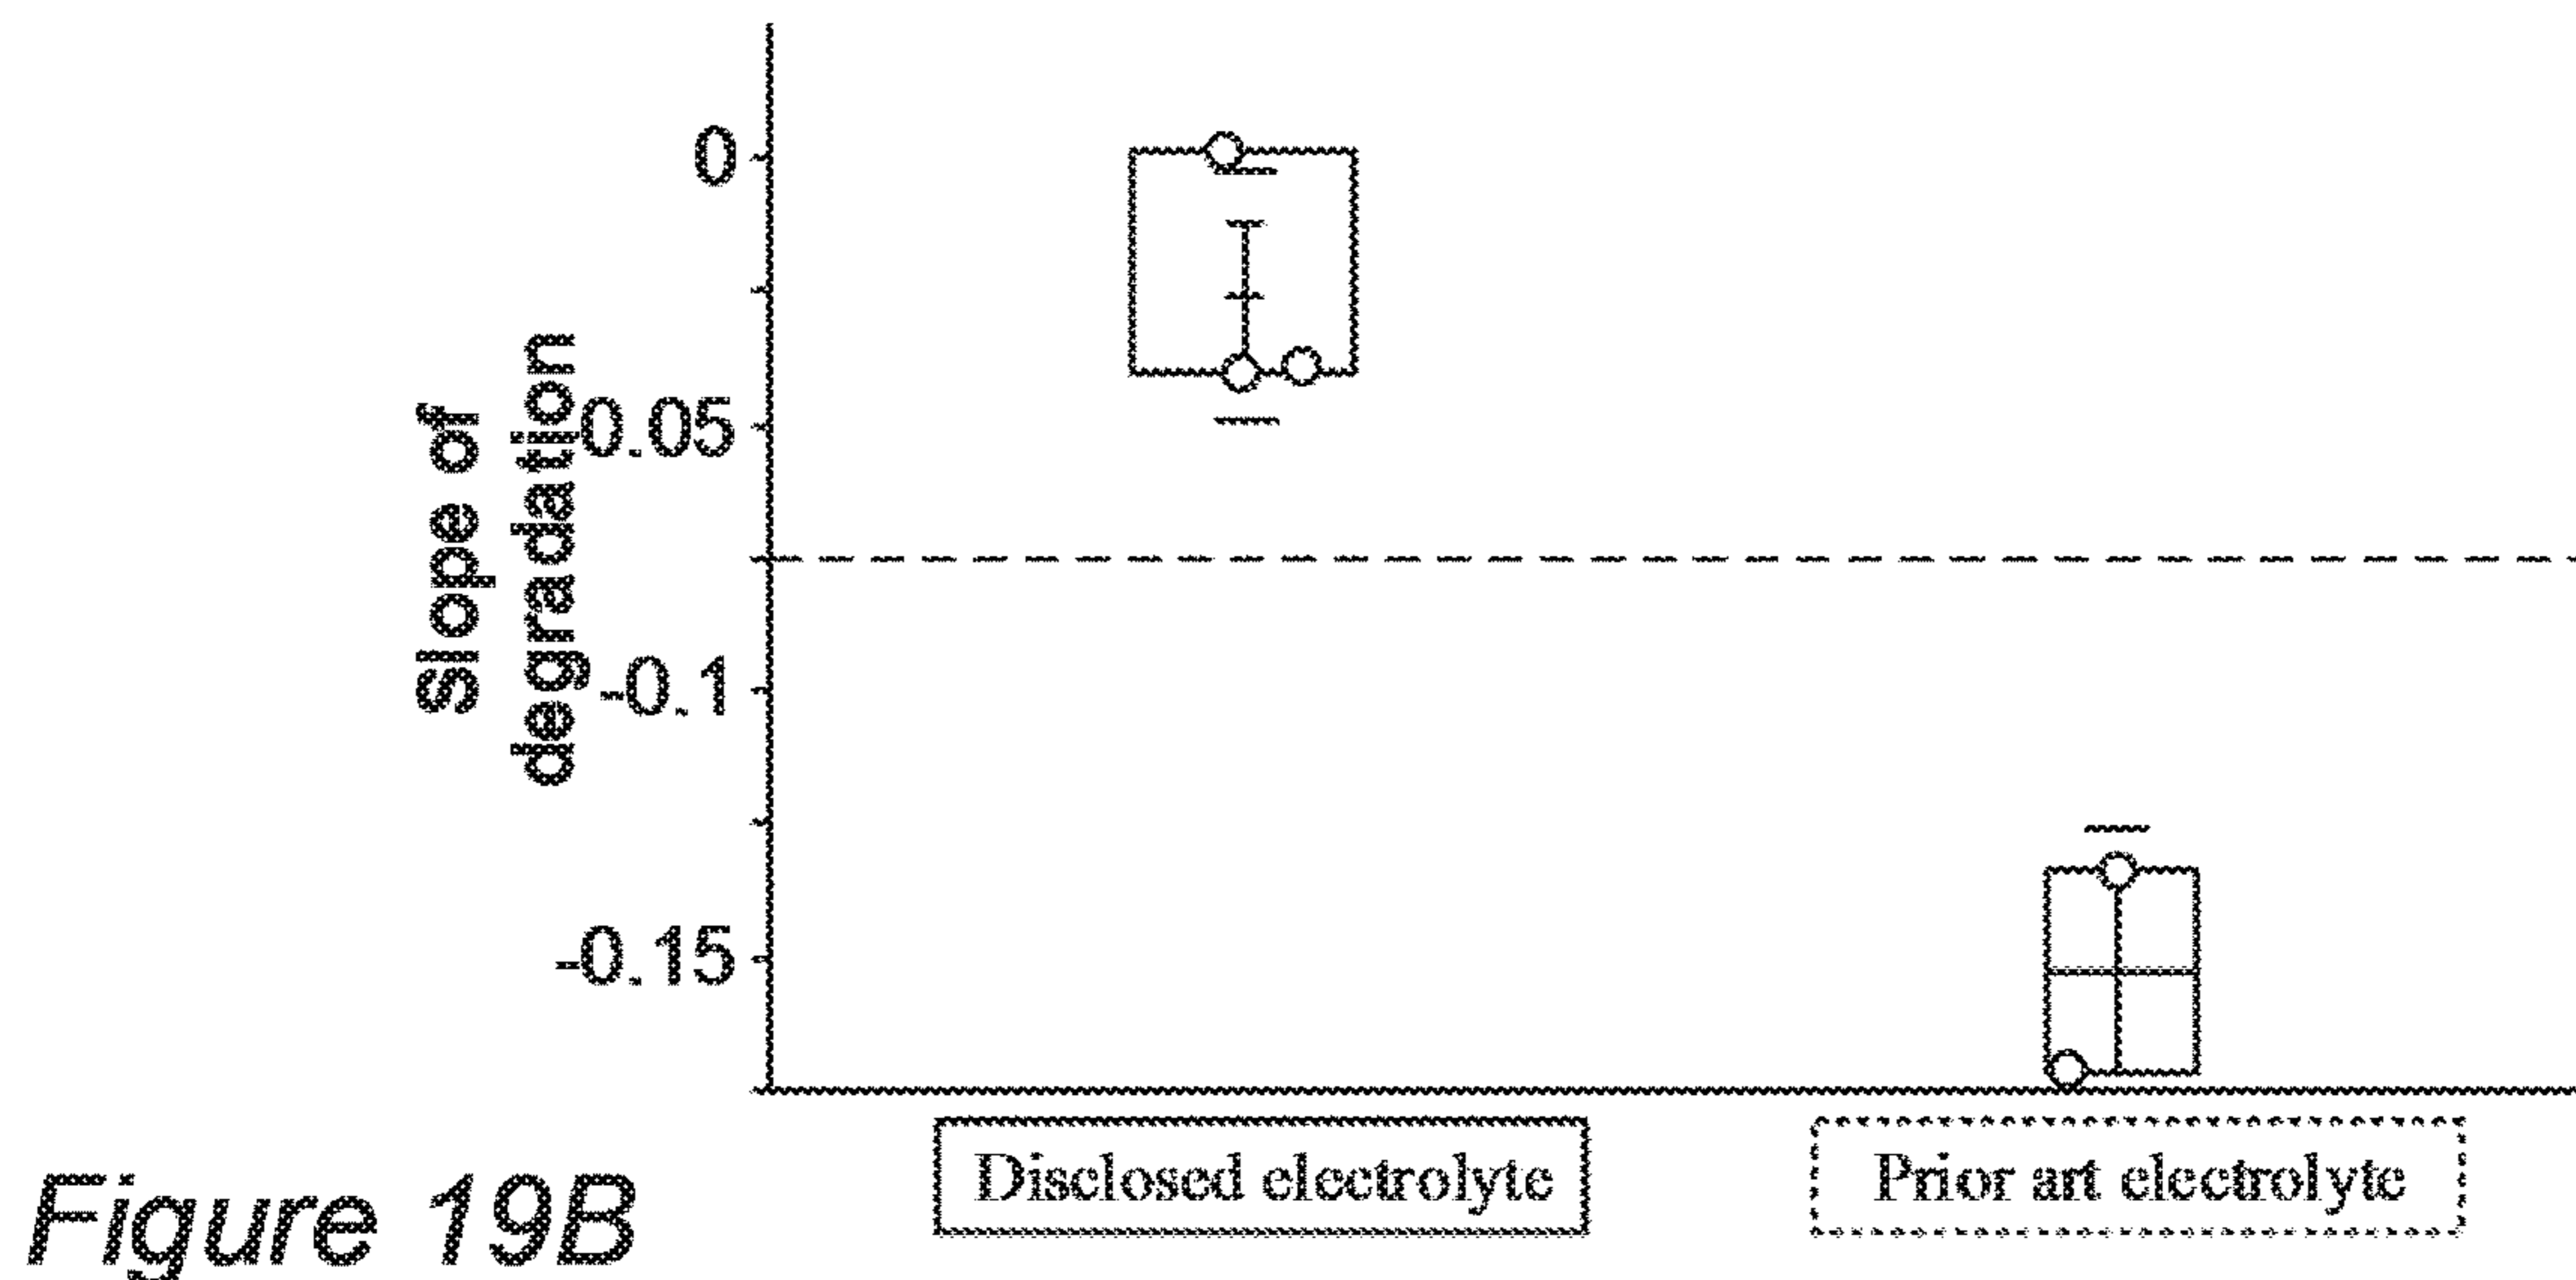 Slope of
degradation
0
0.05
-0.1
-0.15
Disclosed electrolyte
Prior art electrolyte
Figure 19B